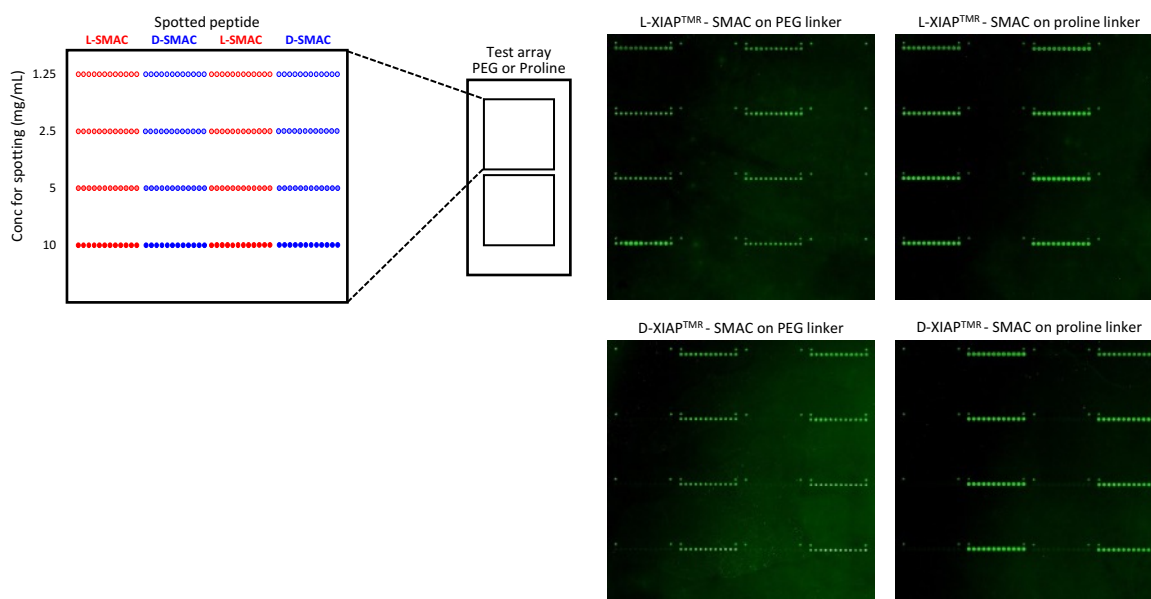 Spotted peptide
L-SMAC D-SMAC L-SMAC D-SMAC
Conc for spotting (mg/mL)
1.25
2.5
5
10
Test array
PEG or Proline
L-XIAPTMR - SMAC on PEG linker
L-XIAPTMR - SMAC on proline linker
D-XIAPTMR - SMAC on PEG linker
D-XIAPTMR - SMAC on proline linker